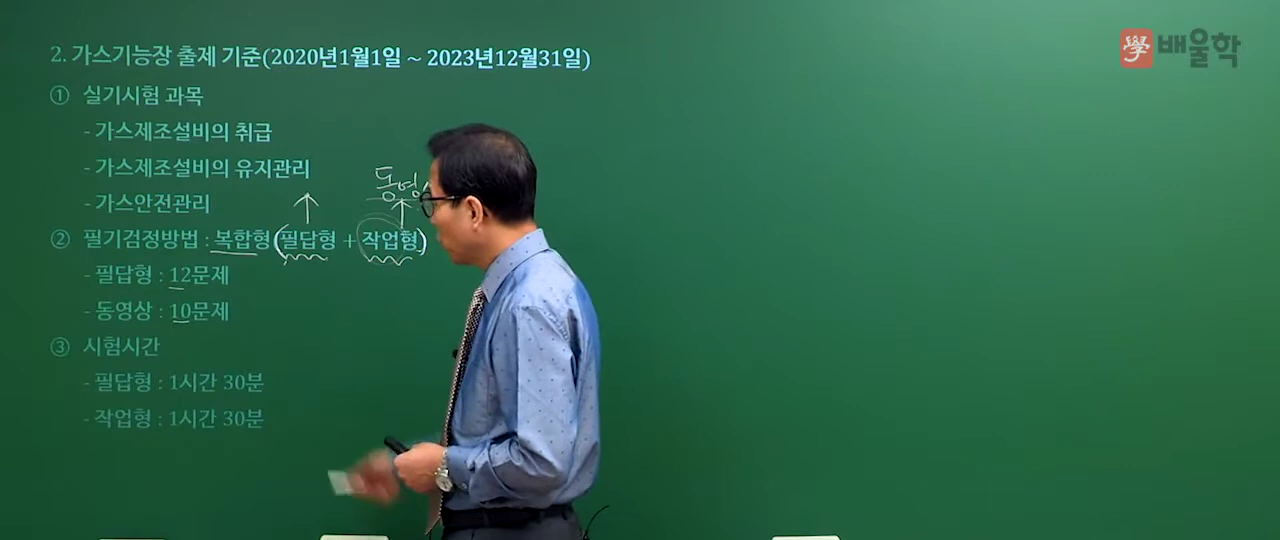 2. 가스기능장 출제 기준(2020년1월1일 ~ 2023년12월31일)
學 배울학
① 실기시험 과목
- 가스제조설비의 취급
- 가스제조설비의 유지관리
동영
- 가스안전관리
② 필기검정방법 : 복합형(필답형 + 작업형)
- 필답형 : 12문제
- 동영상 : 10문제
③ 시험시간
- 필답형 : 1시간 30분
- 작업형 : 1시간 30분